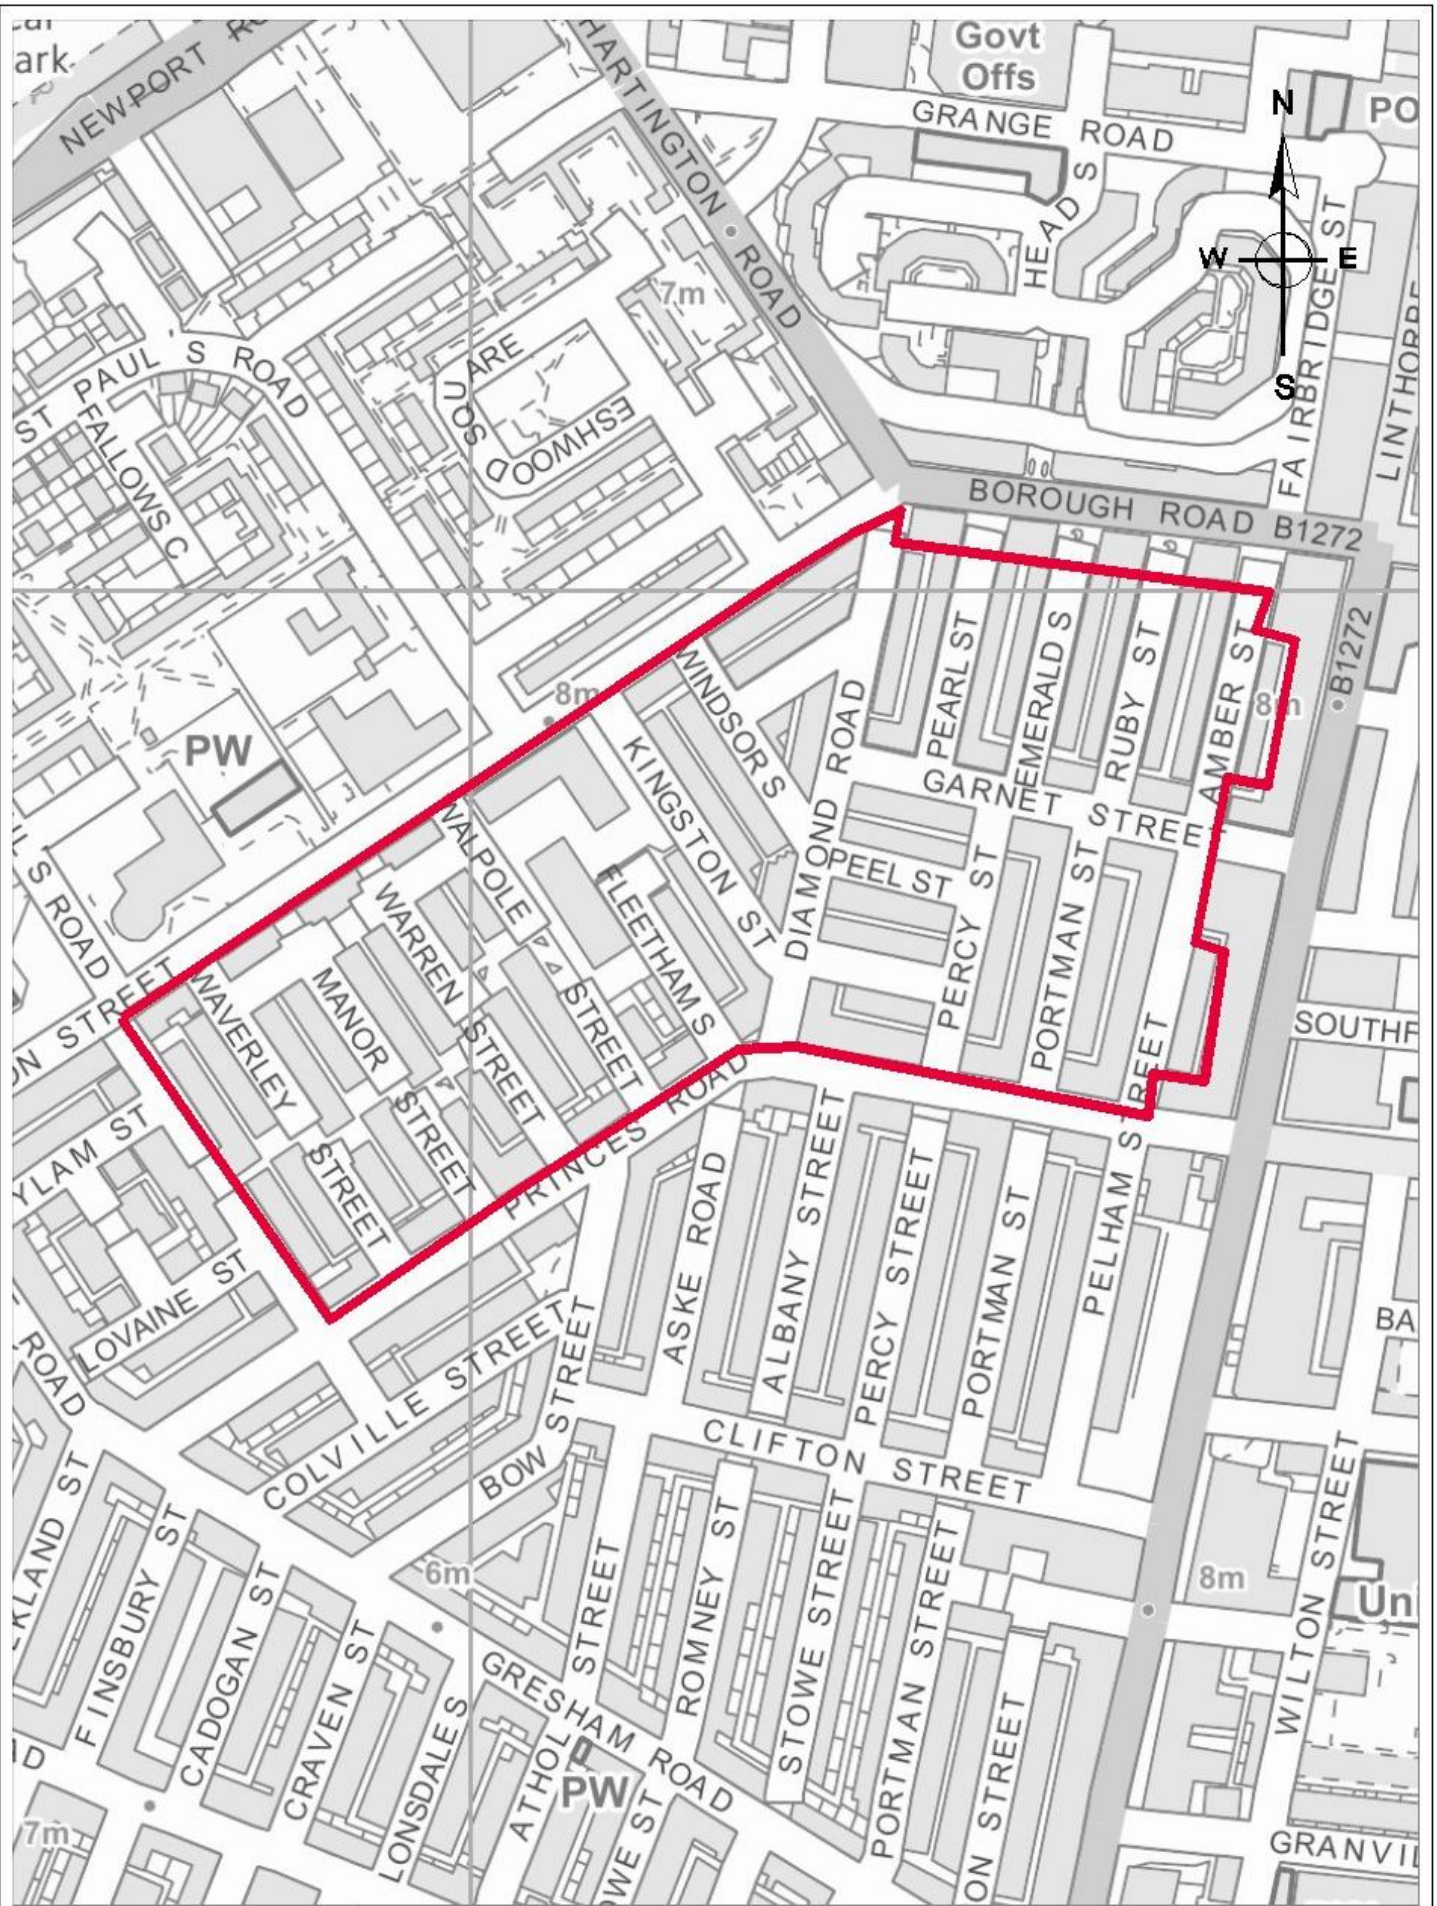 ark
NEWPORT
HARTINGTON ROAD
Govt
Offs
GRANGE ROAD
PO
N
W
E
S
HEAD S
FAIRBRIDGE ST
7m
ST PAUL'S ROAD
FALLOWS C
ESHWOOD SQUARE
BOROUGH ROAD B1272
B1272
PW
8m
WINDSOR S
KINGSTON ST
DIAMOND ROAD
PEARL ST
EMERALD S
RUBY ST
AMBER ST
8m
GARNET STREET
WALPOLE STREET
FLEETHAM S
PEEL ST
PERCY ST
PORTMAN ST
WARREN STREET
MANOR STREET
WAVERLEY STREET
S ROAD
ON STREET
PRINCES ROAD
SOUTHF
YLAM ST
LOVAINE ST
ROAD
ASKE ROAD
ALBANY STREET
PERCY STREET
PORTMAN ST
PELHAM STREET
BA
COLVILLE STREET
BOW STREET
CLIFTON STREET
KLAND ST
FINSBURY ST
CADOGAN ST
CRAVEN ST
LONSDALE S
6m
ATHOL STREET
GRESHAM ROAD
ROMNEY ST
STOWE STREET
PORTMAN STREET
8m
WILTON STREET
Uni
PW
OWE ST
ON STREET
7m
GRANVIL